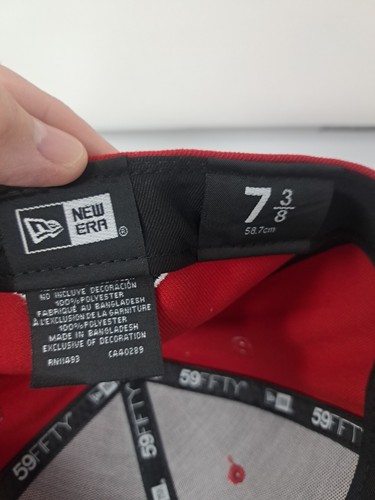 NEW
ERA
®
7 3/8
58.7cm
NO INCLUYE DECORACIÓN
100%POLYESTER
FABRIQUÉ AU BANGLADESH
À L'EXCLUSION DE LA GARNITURE
100%POLYESTER
MADE IN BANGLADESH
EXCLUSIVE OF DECORATION
RN11493 CA40289
59FIFTY
59FIFTY
59FIFTY
59FIFTY